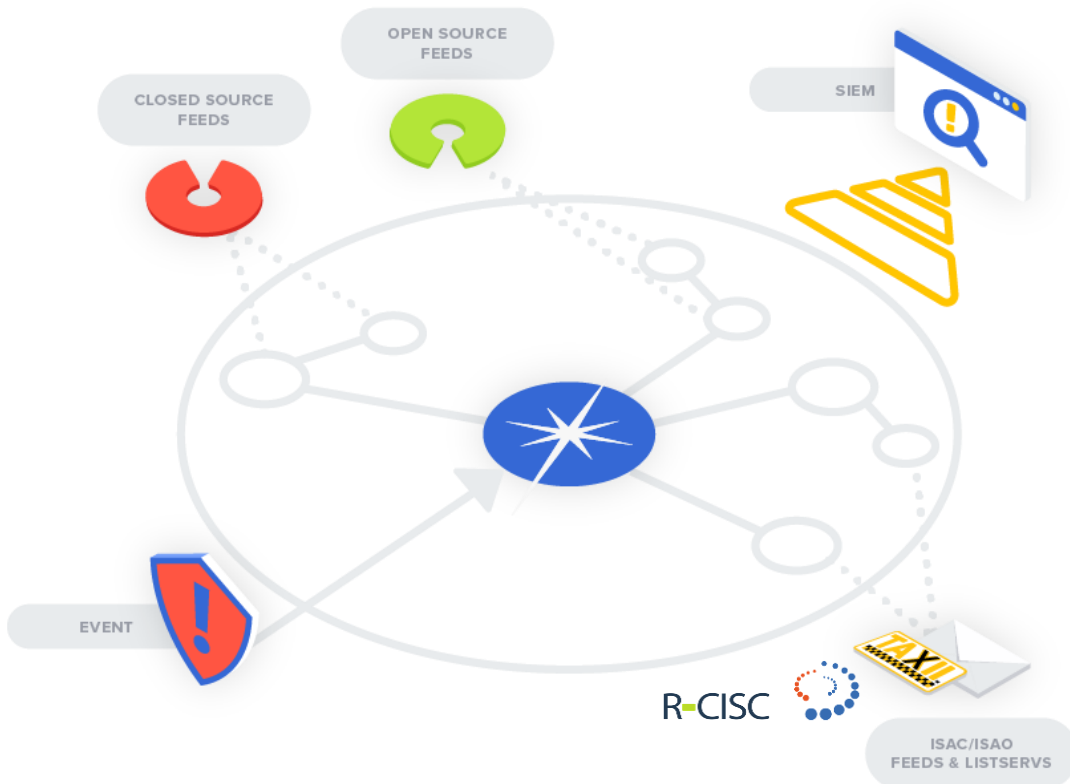 OPEN SOURCE
FEEDS
CLOSED SOURCE
FEEDS
SIEM
EVENT
TAXII
R-CISC
ISAC/ISAO
FEEDS & LISTSERVS